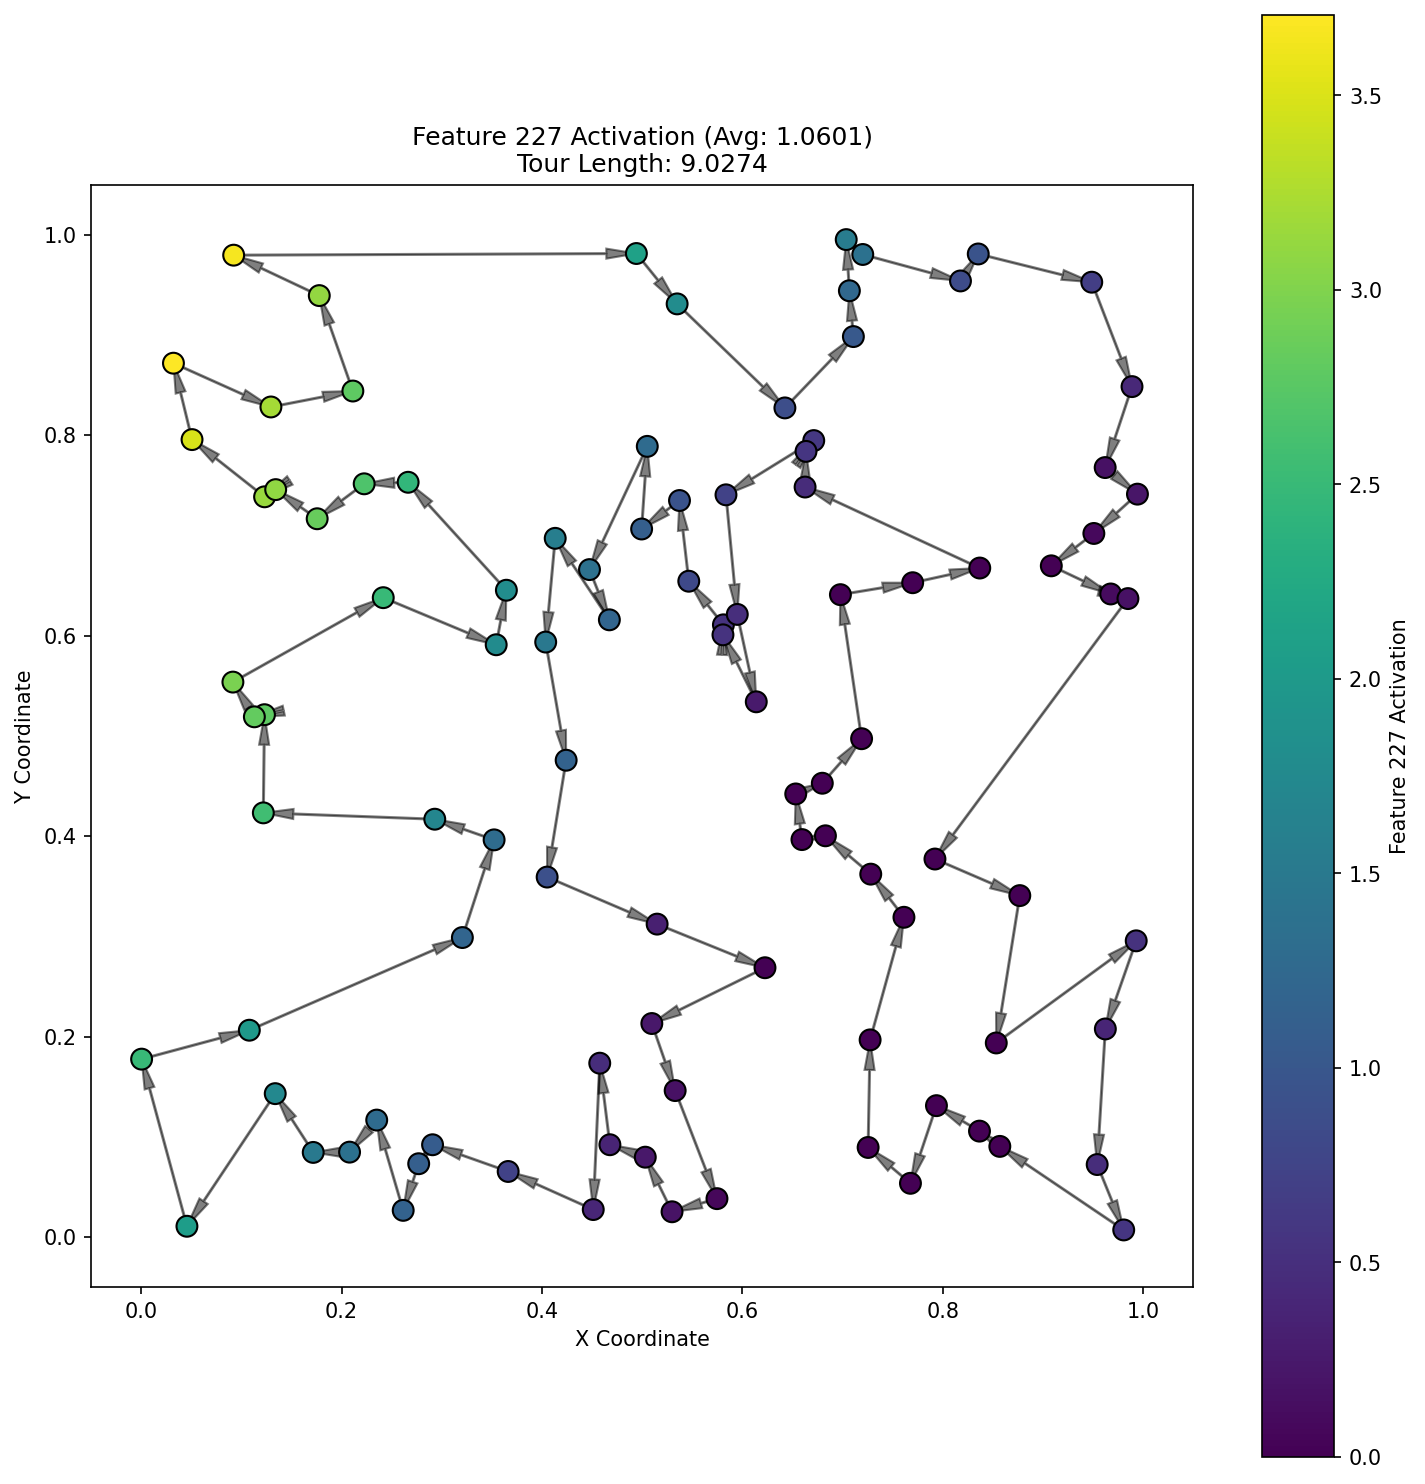 Feature 227 Activation (Avg: 1.0601)
Tour Length: 9.0274
1.0
0.8
0.6
0.4
0.2
0.0
Y Coordinate
0.0 0.2 0.4 0.6 0.8 1.0
X Coordinate
3.5
3.0
2.5
2.0
1.5
1.0
0.5
0.0
Feature 227 Activation